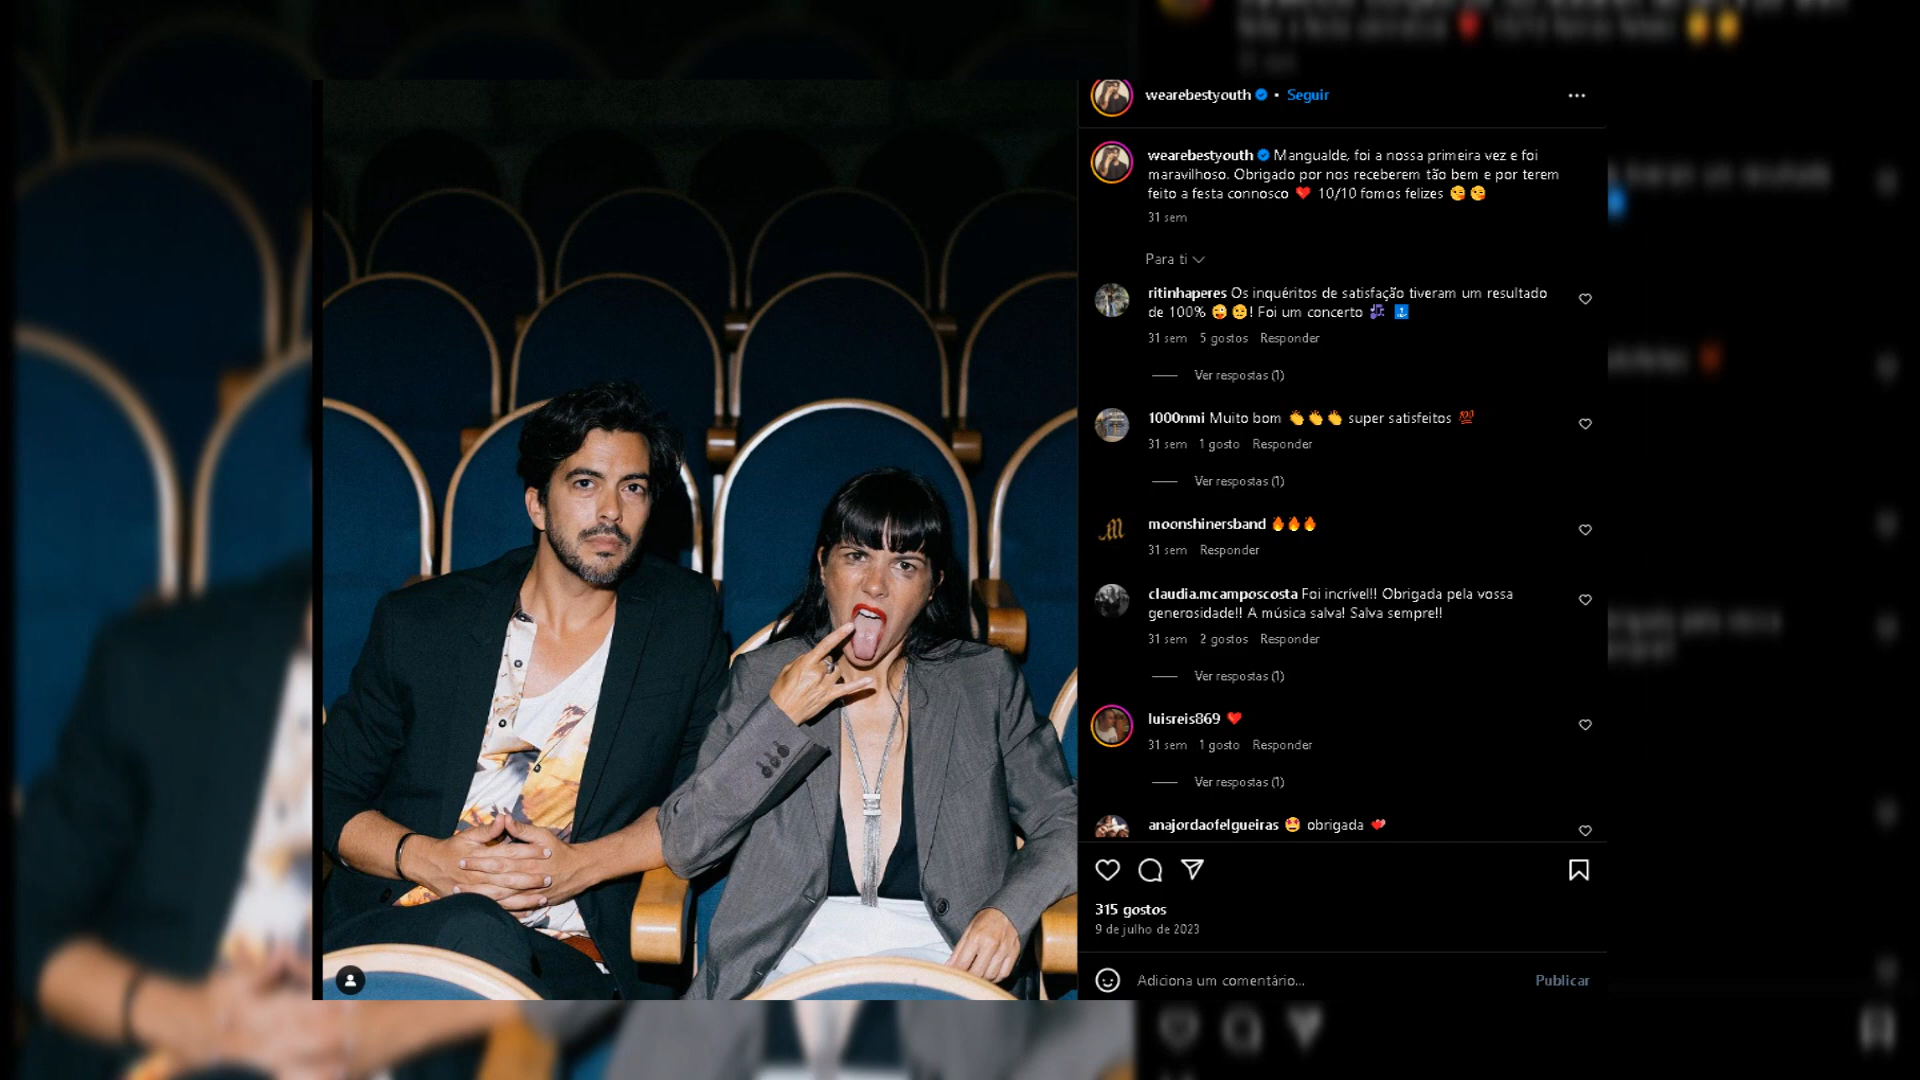 wearebestyouth • Seguir
wearebestyouth Mangualde, foi a nossa primeira vez e foi
maravilhoso. Obrigado por nos receberem tão bem e por terem
feito a festa connosco ❤️ 10/10 fomos felizes 😘😘
31 sem
Para ti
ritinhaperes Os inquéritos de satisfação tiveram um resultado
de 100% 😜🤨! Foi um concerto 🎶 🚰
31 sem 5 gostos Responder
Ver respostas (1)
1000nmi Muito bom 👏👏👏 super satisfeitos 💯
31 sem 1 gosto Responder
Ver respostas (1)
moonshinersband 🔥🔥🔥
31 sem Responder
claudia.mcamposcosta Foi incrível!! Obrigada pela vossa
generosidade!! A música salva! Salva sempre!!
31 sem 2 gostos Responder
Ver respostas (1)
luisreis869 ❤️
31 sem 1 gosto Responder
Ver respostas (1)
anajordaofelgueiras 🤩 obrigada 💕
315 gostos
9 de julho de 2023
Adiciona um comentário...
Publicar